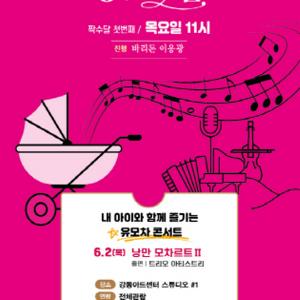 짝수달 첫번째 / 목요일 11시
진행 바리톤 이응광
내 아이와 함께 즐기는
유모차 콘서트
6.2(목) 낭만 모차르트 II
출연 | 트리오 아티스트리
장소 강동아트센터 스튜디오 #1
연령 전체관람